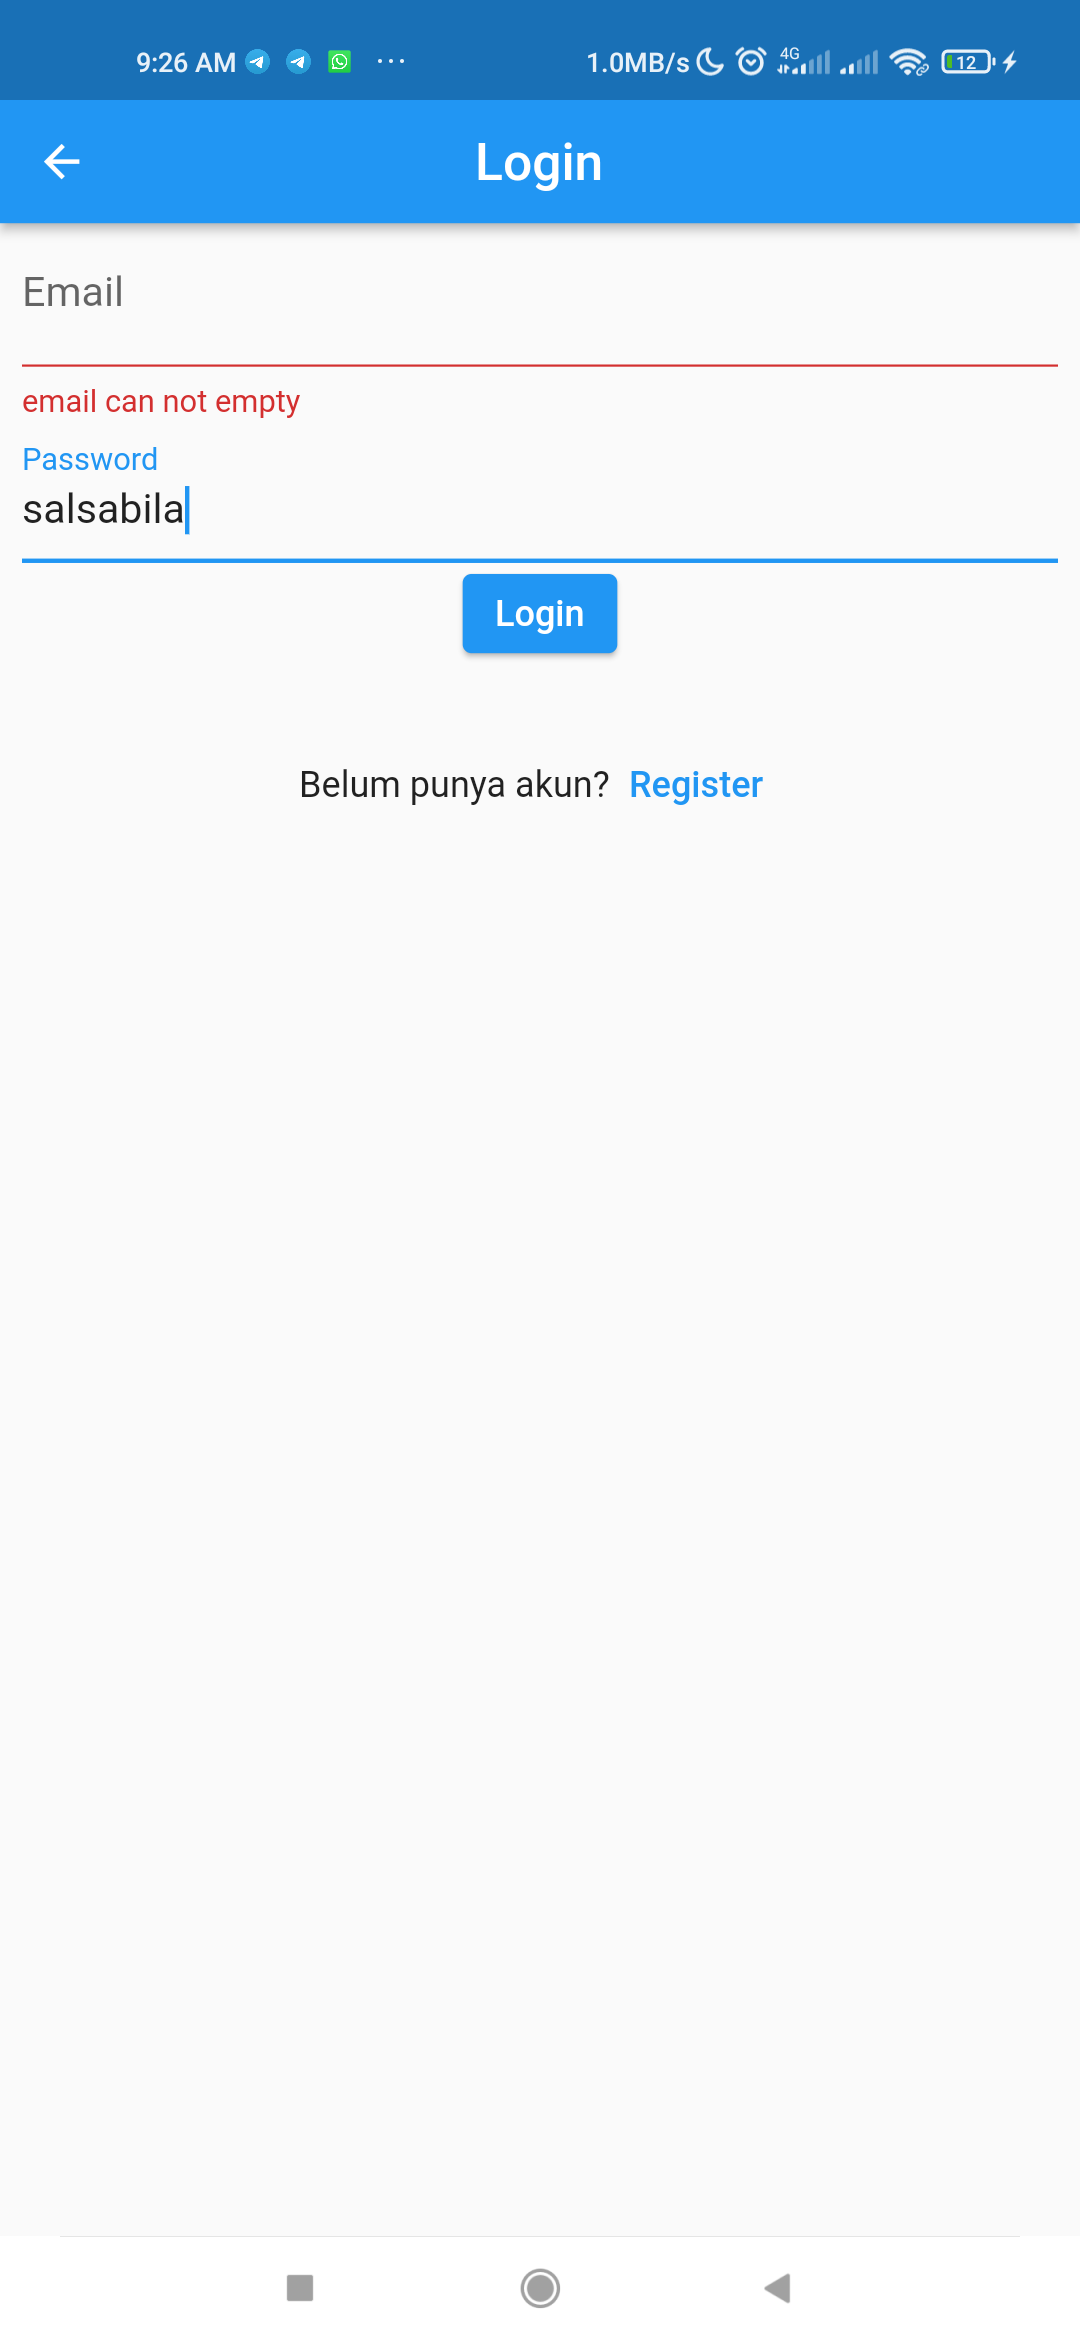 9:26 AM ... 1.0MB/s 4G 12
Login
Email
email can not empty
Password
salsabila
Login
Belum punya akun? Register